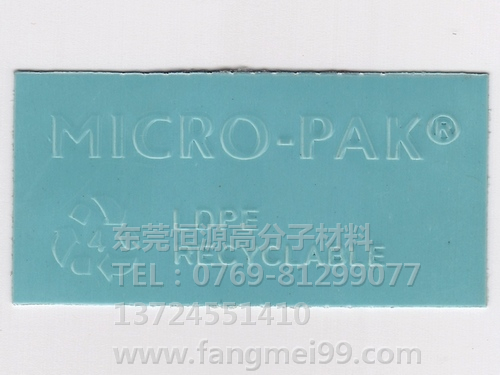 MICRO-PAK®
4
LDPE
RECYCLABLE
东莞恒源高分子材料
TEL：0769-81299077
13724551410
www.fangmei99.com